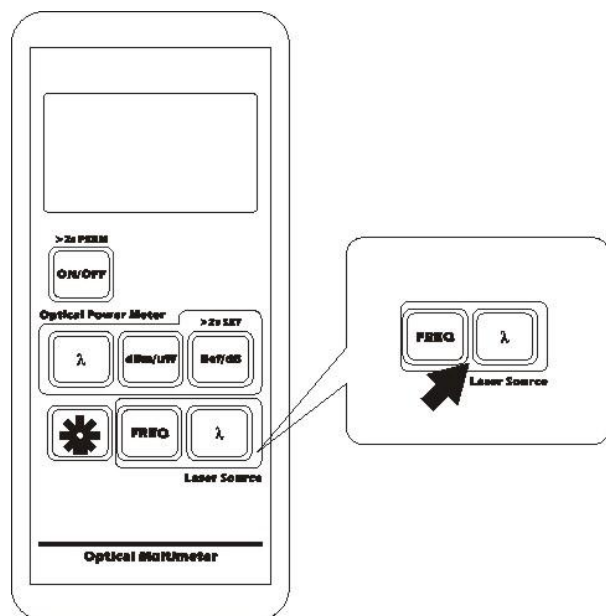 >2s PERM
ON/OFF
Optical Power Meter
>2s SET
λ dBm/uW Ref/dB
FREQ λ
Laser Source
Optical Multimeter
FREQ λ
Laser Source